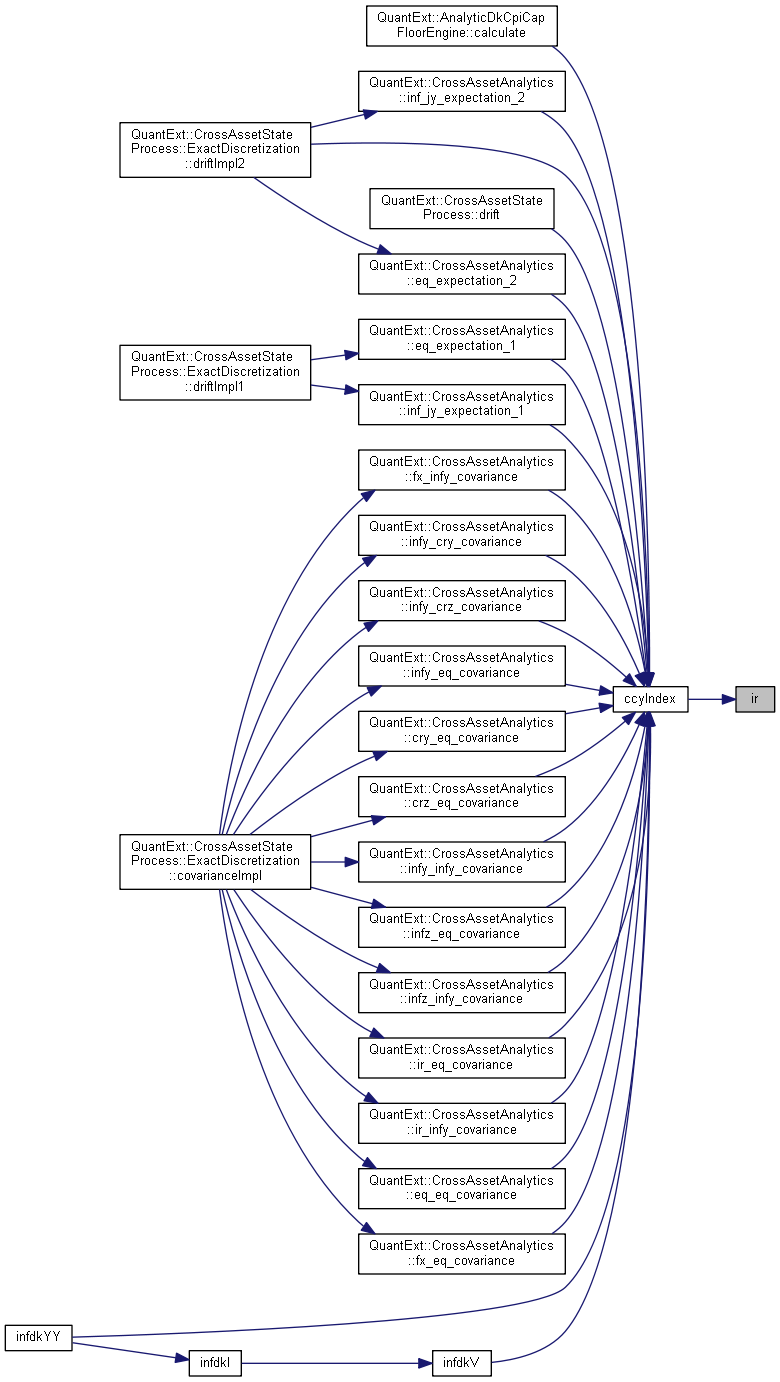 QuantExt::AnalyticDkCpiCap
FloorEngine::calculate
QuantExt::CrossAssetAnalytics
::inf_jy_expectation_2
QuantExt::CrossAssetState
Process::ExactDiscretization
::driftImpl2
QuantExt::CrossAssetState
Process::drift
QuantExt::CrossAssetAnalytics
::eq_expectation_2
QuantExt::CrossAssetAnalytics
::eq_expectation_1
QuantExt::CrossAssetState
Process::ExactDiscretization
::driftImpl1
QuantExt::CrossAssetAnalytics
::inf_jy_expectation_1
QuantExt::CrossAssetAnalytics
::fx_infy_covariance
QuantExt::CrossAssetAnalytics
::infy_cry_covariance
QuantExt::CrossAssetAnalytics
::infy_crz_covariance
QuantExt::CrossAssetAnalytics
::infy_eq_covariance
ccyIndex
ir
QuantExt::CrossAssetAnalytics
::cry_eq_covariance
QuantExt::CrossAssetAnalytics
::crz_eq_covariance
QuantExt::CrossAssetState
Process::ExactDiscretization
::covarianceImpl
QuantExt::CrossAssetAnalytics
::infy_infy_covariance
QuantExt::CrossAssetAnalytics
::infz_eq_covariance
QuantExt::CrossAssetAnalytics
::infz_infy_covariance
QuantExt::CrossAssetAnalytics
::ir_eq_covariance
QuantExt::CrossAssetAnalytics
::ir_infy_covariance
QuantExt::CrossAssetAnalytics
::eq_eq_covariance
QuantExt::CrossAssetAnalytics
::fx_eq_covariance
infdkYY
infdkI
infdkV